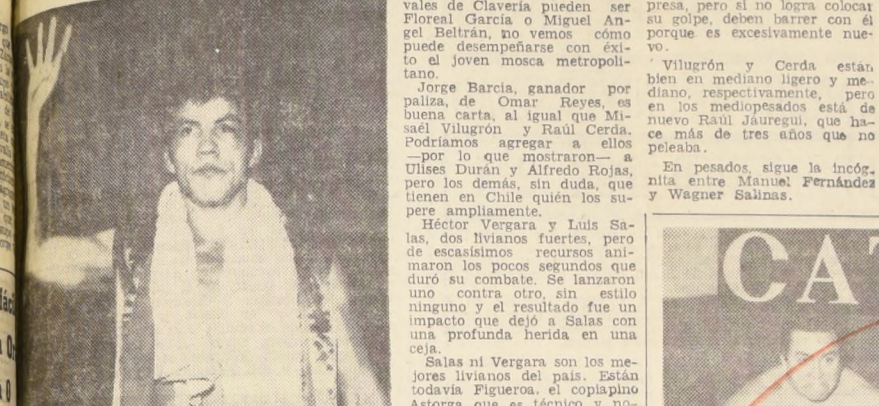 vales de Clavería pueden ser
Floreal García o Miguel An-
gel Beltrán, no vemos cómo
puede desempeñarse con éxi-
to el joven mosca metropoli-
tano.
Jorge Barcia, ganador por
paliza, de Omar Reyes, es
buena carta, al igual que Mi-
saél Vilugrón y Raúl Cerda.
Podríamos agregar a ellos
—por lo que mostraron— a
Ulises Durán y Alfredo Rojas,
pero los demás, sin duda, que
tienen en Chile quién los su-
pere ampliamente.
Héctor Vergara y Luis Sa-
las, dos livianos fuertes, pero
de escasísimos recursos ani-
maron los pocos segundos que
duró su combate. Se lanzaron
uno contra otro, sin estilo
ninguno y el resultado fue un
impacto que dejó a Salas con
una profunda herida en una
ceja.
Salas ni Vergara son los me-
jores livianos del país. Están
todavía Figueroa, el copiapino
Astorga que es técnico y no-
presa, pero si no logra colocar
su golpe, deben barrer con él
porque es excesivamente nue-
vo.
Vilugrón y Cerda están
bien en mediano ligero y me-
diano, respectivamente, pero
en los mediopesados está de
nuevo Raúl Jáuregui, que ha-
ce más de tres años que no
peleaba.
En pesados, sigue la incóg-
nita entre Manuel Fernández
y Wagner Salinas.
CAT